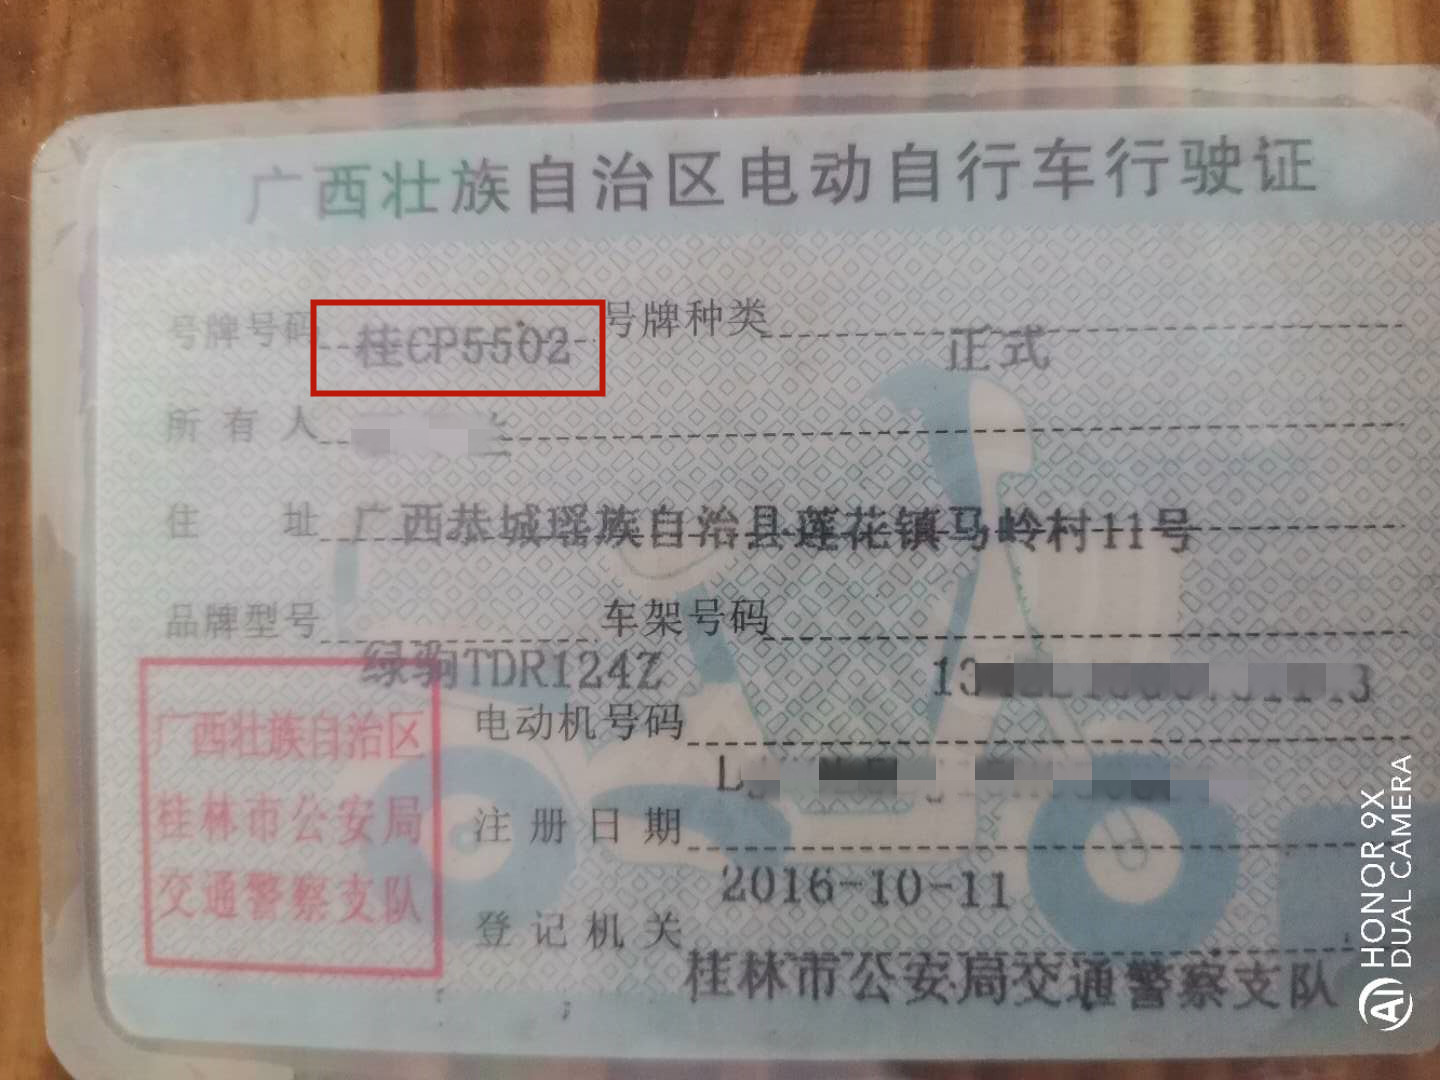 广西壮族自治区电动自行车行驶证
号牌号码 桂CP5502 号牌种类 正式
所有人
住址 广西恭城瑶族自治县莲花镇马岭村11号
品牌型号 绿驹TDR124Z 车架号码
电动机号码
注册日期 2016-10-11
登记机关 桂林市公安局交通警察支队
广西壮族自治区
桂林市公安局
交通警察支队
HONOR 9X
AI DUAL CAMERA